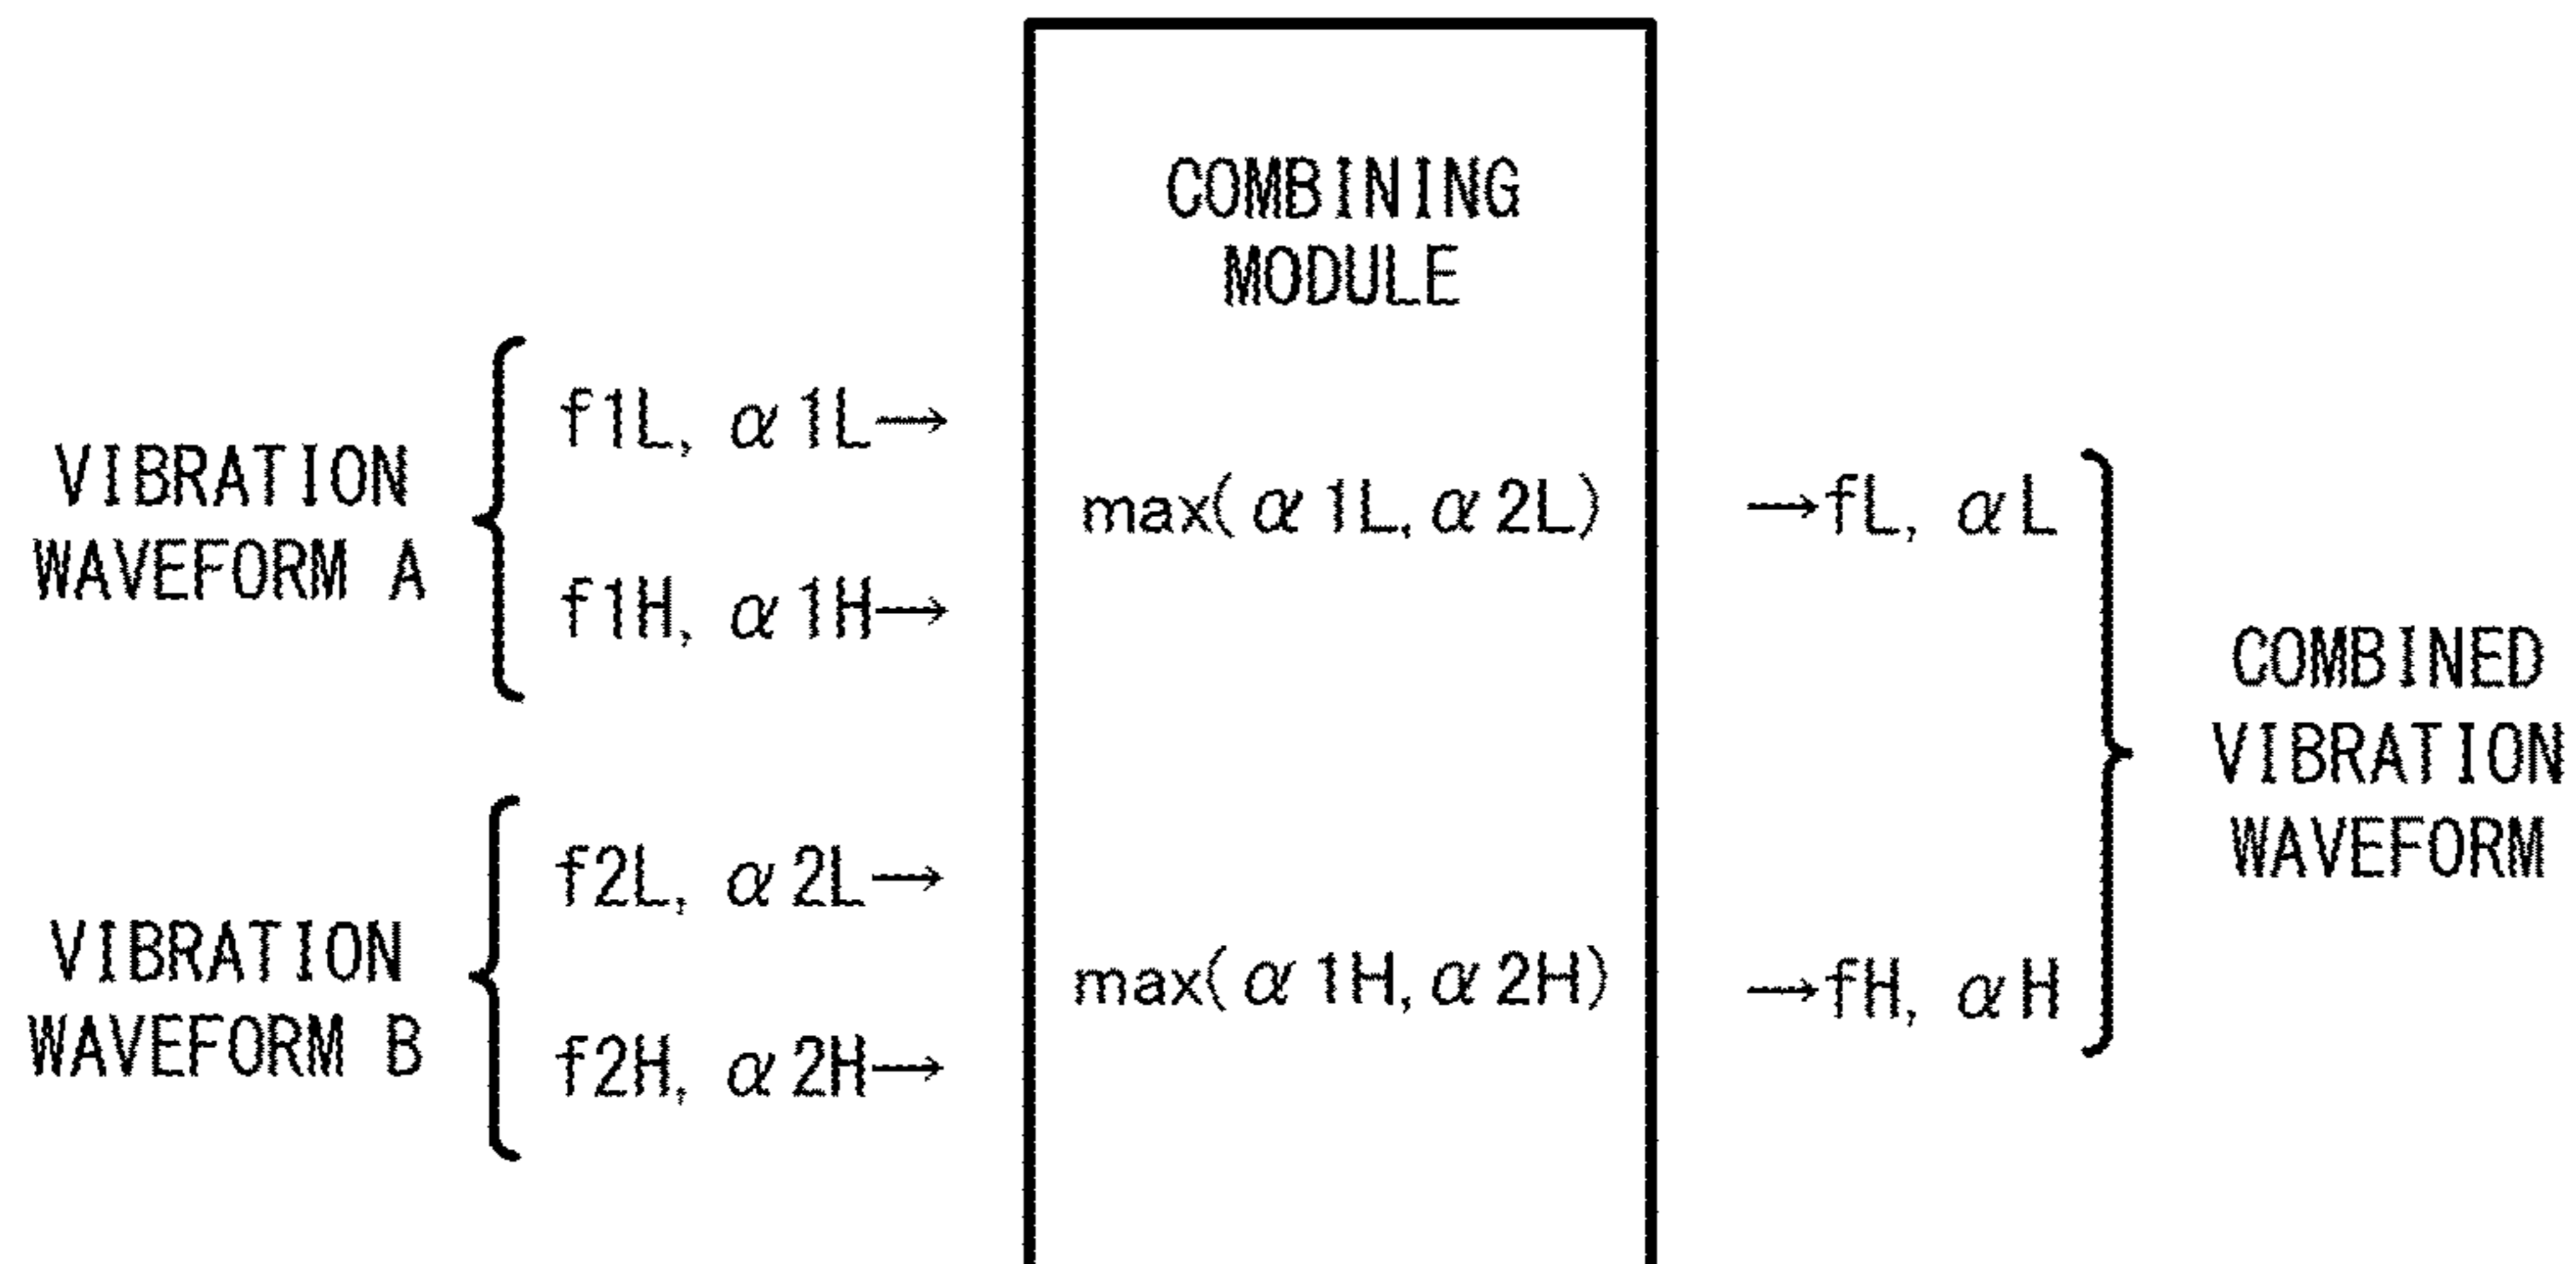 COMBINING
MODULE
VIBRATION
WAVEFORM A
f1L, α1L→
f1H, α1H→
VIBRATION
WAVEFORM B
f2L, α2L→
f2H, α2H→
max(α1L,α2L)
max(α1H,α2H)
→fL, αL
→fH, αH
COMBINED
VIBRATION
WAVEFORM